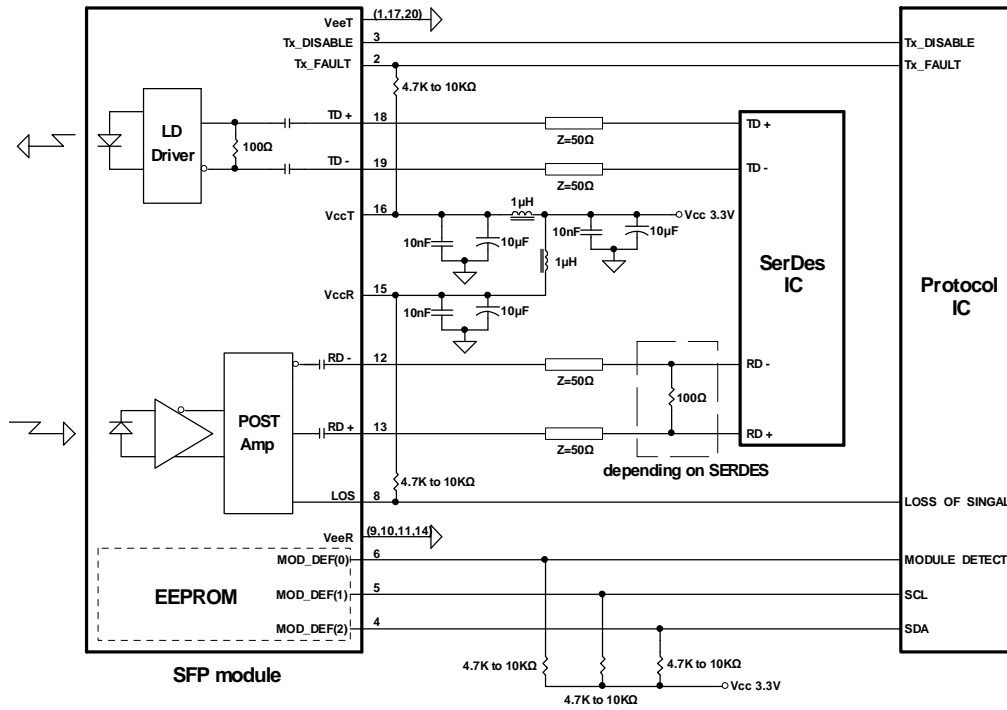 VeeT (1,17,20)
Tx_DISABLE 3 Tx_DISABLE
Tx_FAULT 2 Tx_FAULT
4.7K to 10KΩ
LD
Driver
100Ω
TD + 18 Z=50Ω TD +
TD - 19 Z=50Ω TD -
VccT 16 1µH Vcc 3.3V
10nF 10µF 10nF 10µF
1µH
VccR 15
10nF 10µF
SerDes
IC
Protocol
IC
POST
Amp
RD - 12 Z=50Ω RD -
100Ω
RD + 13 Z=50Ω RD +
depending on SERDES
4.7K to 10KΩ
LOS 8 LOSS OF SINGAL
VeeR (9,10,11,14)
EEPROM
MOD_DEF(0) 6 MODULE DETECT
MOD_DEF(1) 5 SCL
MOD_DEF(2) 4 SDA
SFP module
4.7K to 10KΩ 4.7K to 10KΩ
4.7K to 10KΩ
Vcc 3.3V